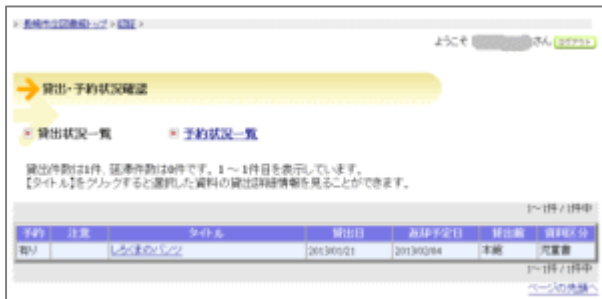 > 長崎市立図書館トップ > 認証 >
ようこそ さん ログアウト
貸出・予約状況確認
貸出状況一覧 予約状況一覧
貸出件数は1件、延滞件数は0件です。1 ～ 1件目を表示しています。
【タイトル】をクリックすると選択した資料の貸出詳細情報を見ることができます。
1～1件 / 1件中
予約 注意 タイトル 貸出日 返却予定日 貸出館 資料区分
有り しろくまのパンツ 2013/01/21 2013/02/04 本館 児童書
1～1件 / 1件中
ページの先頭へ